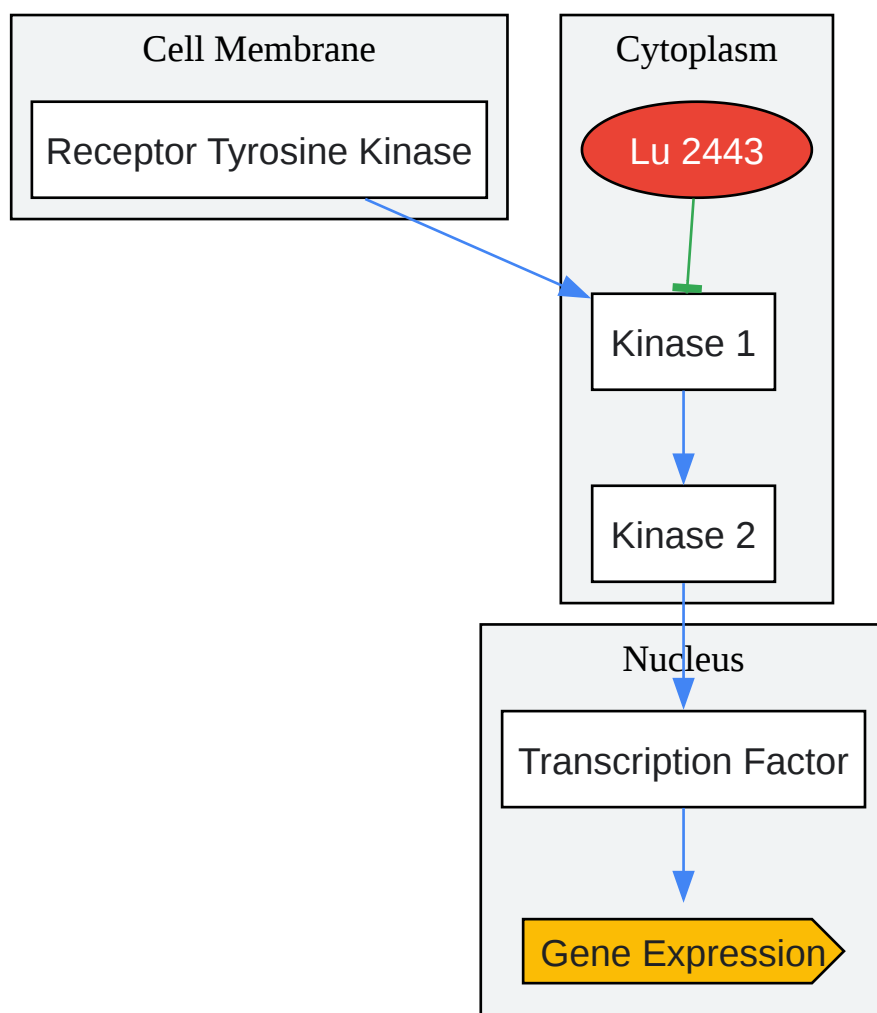 Cell Membrane
Receptor Tyrosine Kinase
Cytoplasm
Lu 2443
Kinase 1
Kinase 2
Nucleus
Transcription Factor
Gene Expression